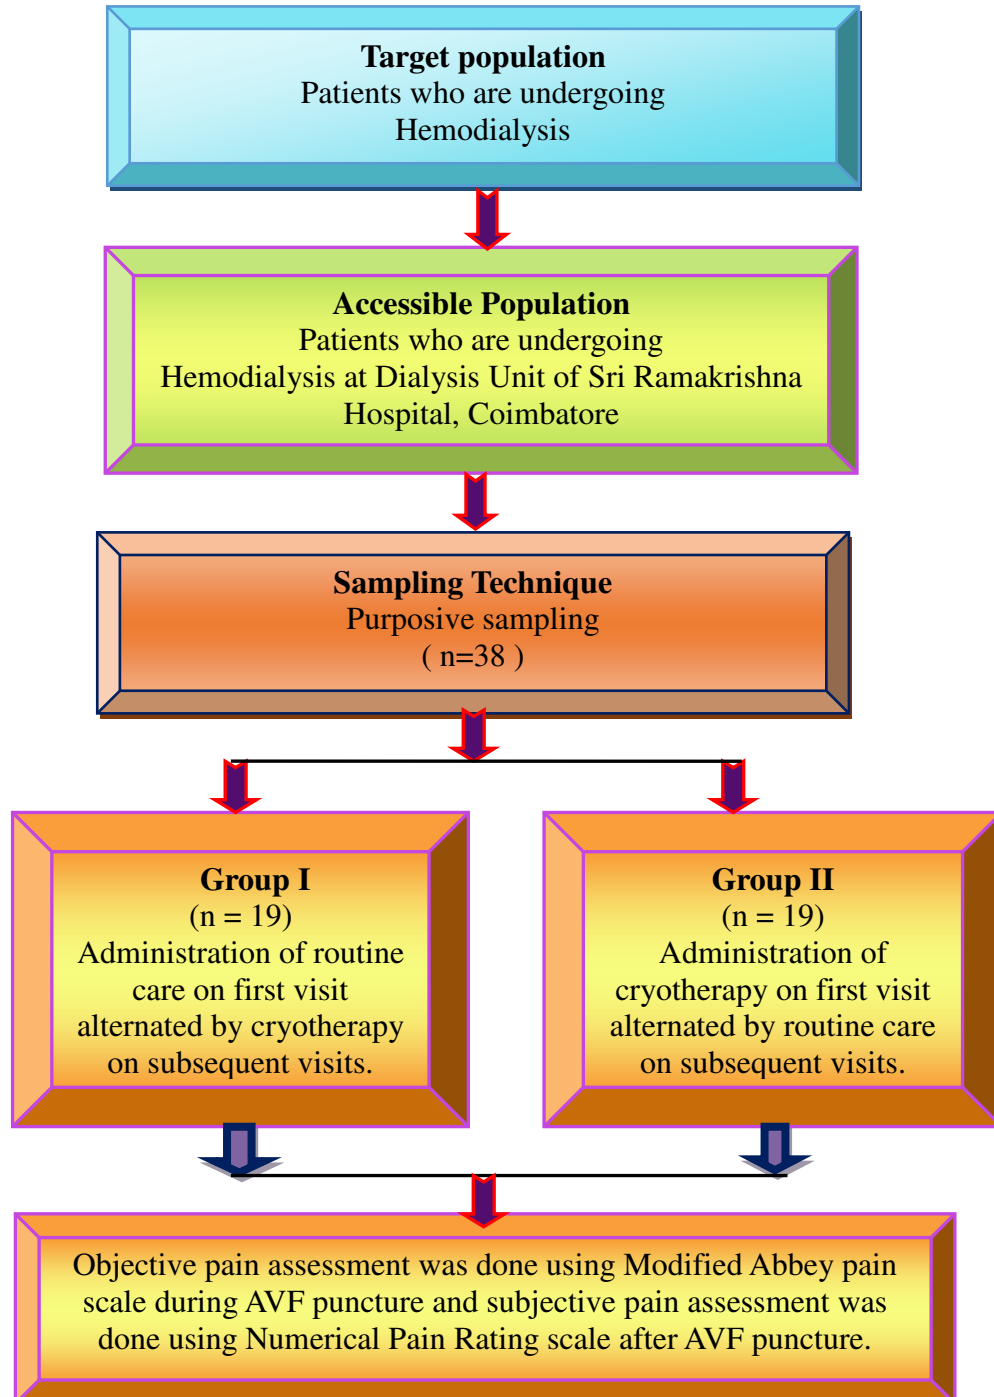 Target population
Patients who are undergoing
Hemodialysis
Accessible Population
Patients who are undergoing
Hemodialysis at Dialysis Unit of Sri Ramakrishna
Hospital, Coimbatore
Sampling Technique
Purposive sampling
( n=38 )
Group I
(n = 19)
Administration of routine
care on first visit
alternated by cryotherapy
on subsequent visits.
Group II
(n = 19)
Administration of
cryotherapy on first visit
alternated by routine care
on subsequent visits.
Objective pain assessment was done using Modified Abbey pain
scale during AVF puncture and subjective pain assessment was
done using Numerical Pain Rating scale after AVF puncture.